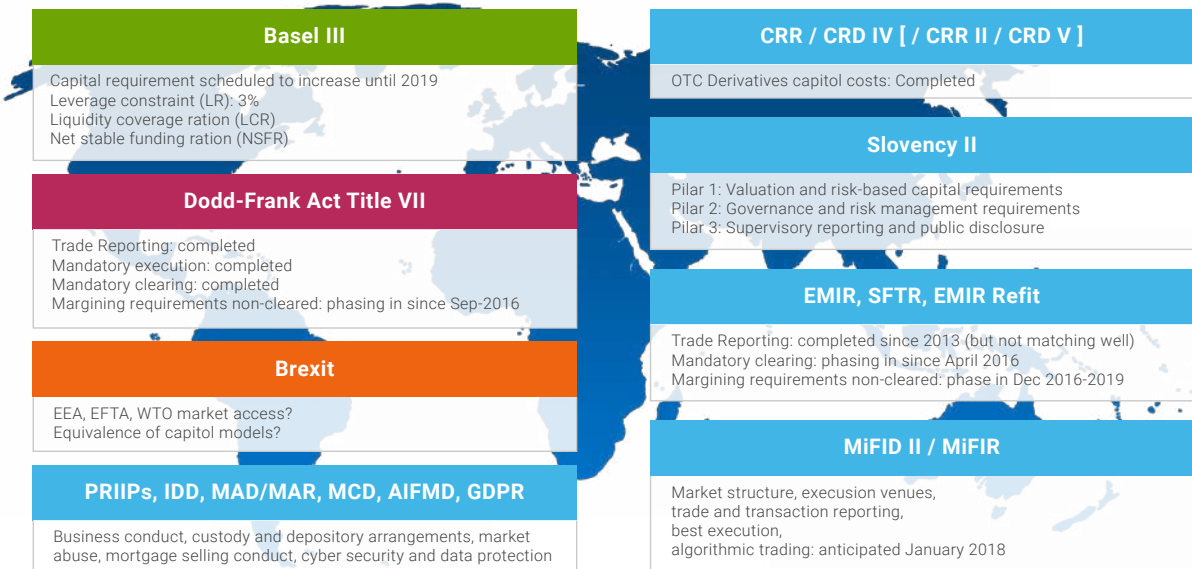 Basel III
Capital requirement scheduled to increase until 2019
Leverage constraint (LR): 3%
Liquidity coverage ration (LCR)
Net stable funding ration (NSFR)
Dodd-Frank Act Title VII
Trade Reporting: completed
Mandatory execution: completed
Mandatory clearing: completed
Margining requirements non-cleared: phasing in since Sep-2016
Brexit
EEA, EFTA, WTO market access?
Equivalence of capitol models?
PRIIPs, IDD, MAD/MAR, MCD, AIFMD, GDPR
Business conduct, custody and depository arrangements, market
abuse, mortgage selling conduct, cyber security and data protection
CRR / CRD IV [ / CRR II / CRD V ]
OTC Derivatives capitol costs: Completed
Slovency II
Pilar 1: Valuation and risk-based capital requirements
Pilar 2: Governance and risk management requirements
Pilar 3: Supervisory reporting and public disclosure
EMIR, SFTR, EMIR Refit
Trade Reporting: completed since 2013 (but not matching well)
Mandatory clearing: phasing in since April 2016
Margining requirements non-cleared: phase in Dec 2016-2019
MiFID II / MiFIR
Market structure, execusion venues,
trade and transaction reporting,
best execution,
algorithmic trading: anticipated January 2018